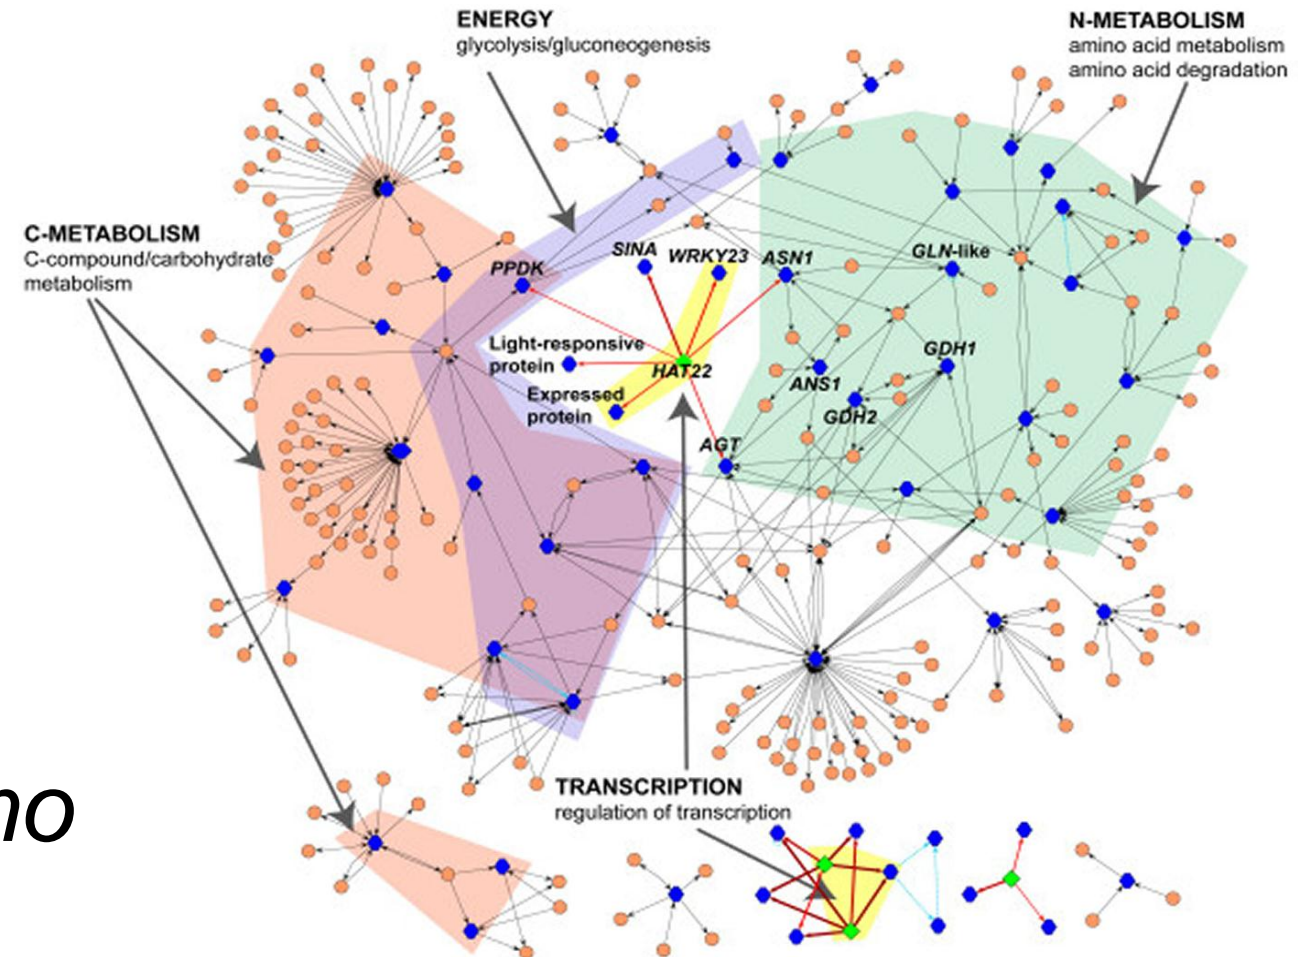 ENERGY
glycolysis/gluconeogenesis
N-METABOLISM
amino acid metabolism
amino acid degradation
C-METABOLISM
C-compound/carbohydrate
metabolism
SINA
WRKY23
ASN1
GLN-like
PPDK
Light-responsive
protein
HAT22
GDH1
ANS1
Expressed
protein
GDH2
AGT
TRANSCRIPTION
regulation of transcription
no